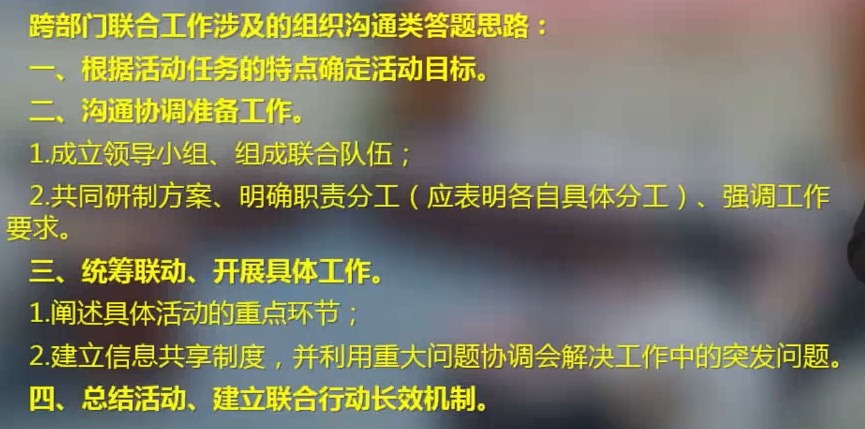 跨部门联合工作涉及的组织沟通类答题思路：
一、根据活动任务的特点确定活动目标。
二、沟通协调准备工作。
1.成立领导小组、组成联合队伍；
2.共同研制方案、明确职责分工（应表明各自具体分工）、强调工作
要求。
三、统筹联动、开展具体工作。
1.阐述具体活动的重点环节；
2.建立信息共享制度，并利用重大问题协调会解决工作中的突发问题。
四、总结活动、建立联合行动长效机制。